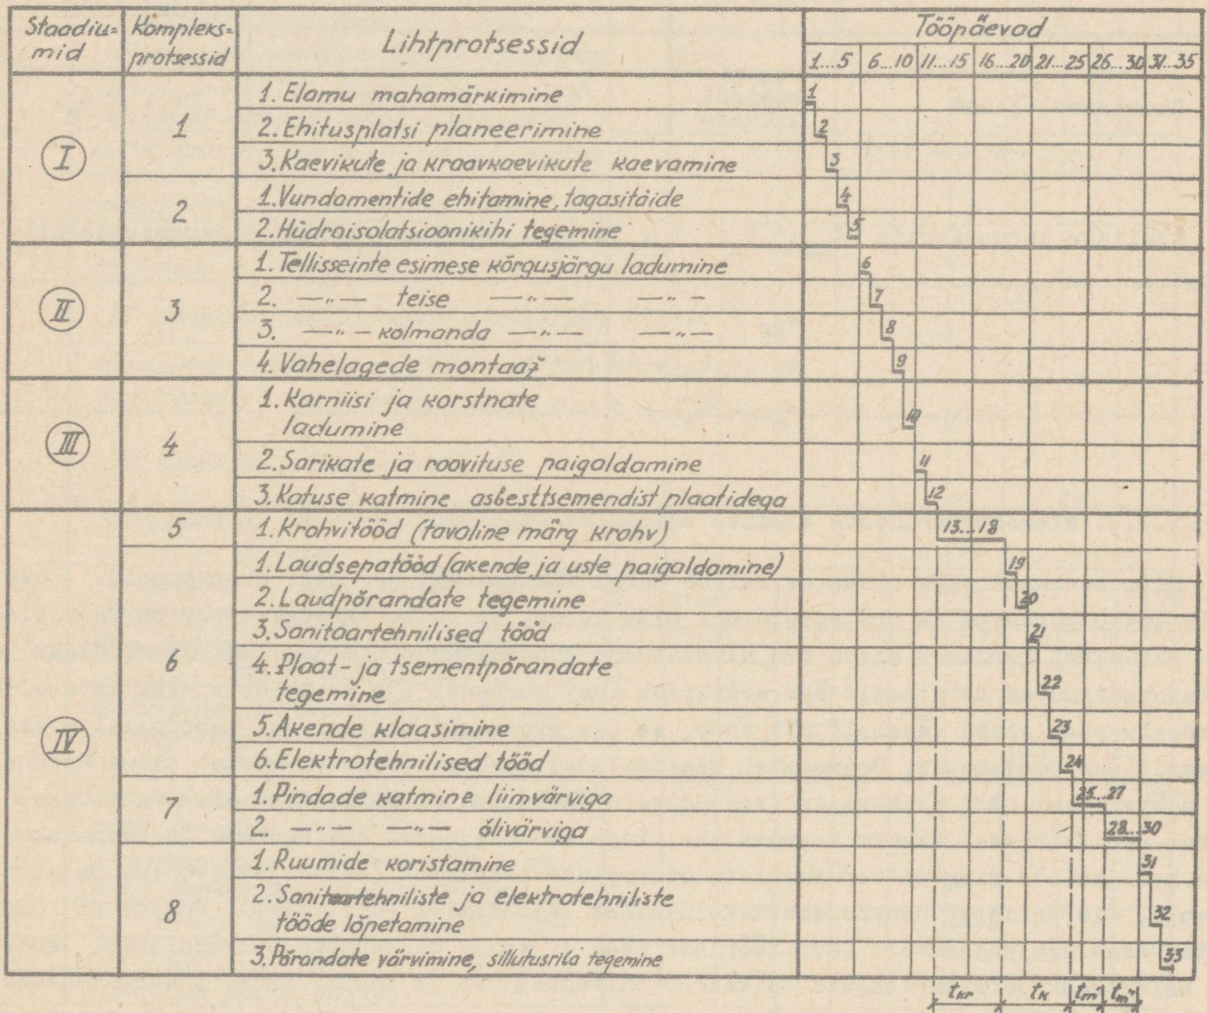 Staadiu-
mid
Kompleks-
protsessid
Lihtprotsessid
Tööpäevad
1...5 6...10 11...15 16...20 21...25 26...30 31...35
I
1
1. Elamu mahamärkimine
1
2. Ehitusplatsi planeerimine
2
3. Kaevikute ja kraavkaevikute kaevamine
3
2
1. Vundamentide ehitamine, tagasitäide
4
2. Hüdroisolatsioonikihi tegemine
5
II
3
1. Tellisseinte esimese kõrgusjärgu ladumine
6
2. —"— teise —"— —"—
7
3. —"— kolmanda —"— —"—
8
4. Vahelagede montaaž
9
III
4
1. Karniisi ja korstnate
ladumine
10
2. Sarikate ja roovituse paigaldamine
11
3. Katuse katmine asbesttsemendist plaatidega
12
IV
5
1. Krohvitööd (tavaline märg krohv)
13...18
6
1. Laudsepatööd (akende ja uste paigaldamine)
19
2. Laudpõrandate tegemine
20
3. Sanitaartehnilised tööd
21
4. Plaat- ja tsementpõrandate
tegemine
22
5. Akende klaasimine
23
6. Elektrotehnilised tööd
24
7
1. Pindade katmine liimvärviga
25...27
2. —"— —"— õlivärviga
28...30
8
1. Ruumide koristamine
31
2. Sanitaartehniliste ja elektrotehniliste
tööde lõpetamine
32
3. Põrandate värvimine, sillutusriba tegemine
33
tkr tk tm' tm"